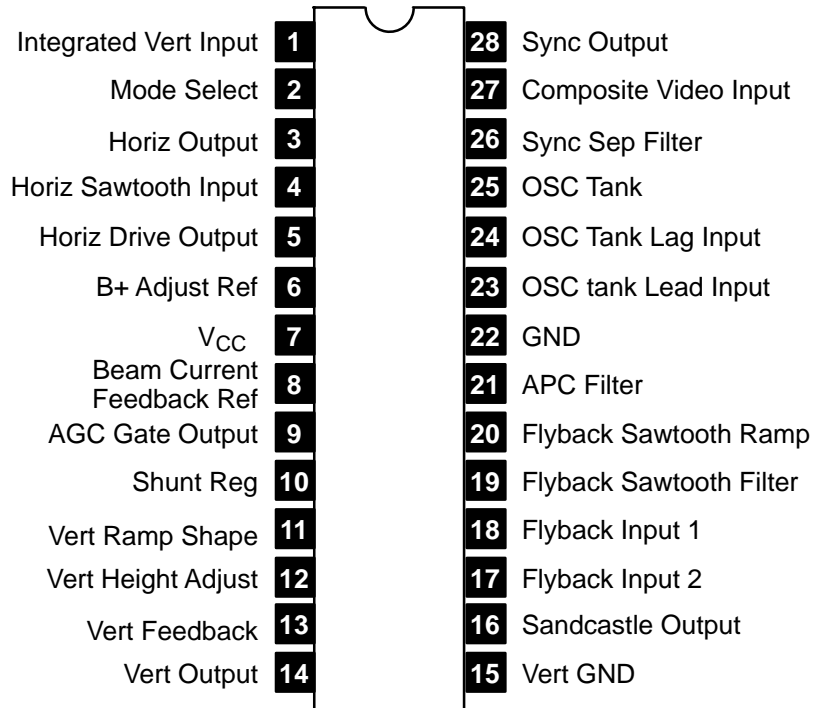 Integrated Vert Input 1 28 Sync Output
Mode Select 2 27 Composite Video Input
Horiz Output 3 26 Sync Sep Filter
Horiz Sawtooth Input 4 25 OSC Tank
Horiz Drive Output 5 24 OSC Tank Lag Input
B+ Adjust Ref 6 23 OSC tank Lead Input
VCC 7 22 GND
Beam Current
Feedback Ref 8 21 APC Filter
AGC Gate Output 9 20 Flyback Sawtooth Ramp
Shunt Reg 10 19 Flyback Sawtooth Filter
Vert Ramp Shape 11 18 Flyback Input 1
Vert Height Adjust 12 17 Flyback Input 2
Vert Feedback 13 16 Sandcastle Output
Vert Output 14 15 Vert GND